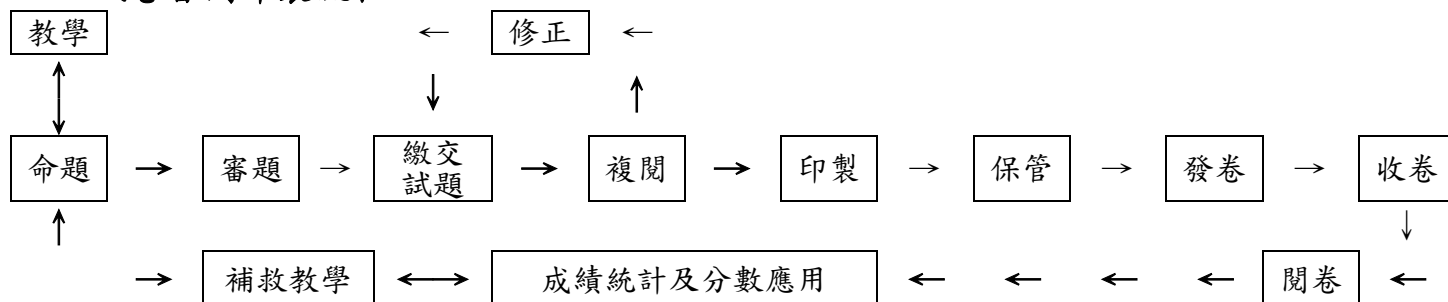 教學 ← 修正 ←
↕ ↓ ↑
命題 → 審題 → 繳交試題 → 複閱 → 印製 → 保管 → 發卷 → 收卷
↑ ↓
→ 補救教學 ↔ 成績統計及分數應用 ← ← ← ← 閱卷 ←